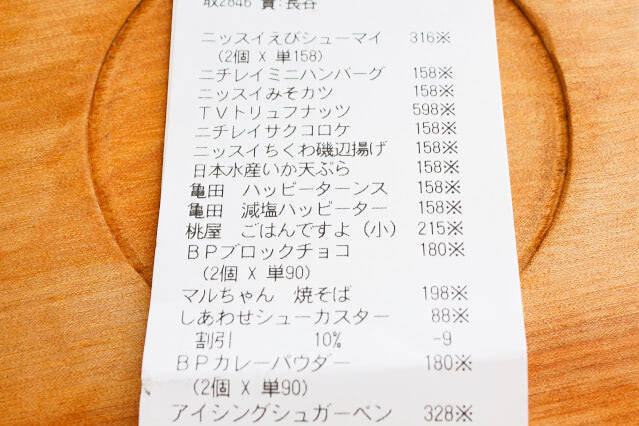 取2846 責:長谷
ニッスイえびシューマイ 316※
(2個 X 単158)
ニチレイミニハンバーグ 158※
ニッスイみそカツ 158※
TVトリュフナッツ 598※
ニチレイサクコロケ 158※
ニッスイちくわ磯辺揚げ 158※
日本水産いか天ぷら 158※
亀田 ハッピーターンス 158※
亀田 減塩ハッピーター 158※
桃屋 ごはんですよ(小) 215※
BPブロックチョコ 180※
(2個 X 単90)
マルちゃん 焼そば 198※
しあわせシューカスター 88※
割引 10% -9
BPカレーパウダー 180※
(2個 X 単90)
アイシングシュガーペン 328※